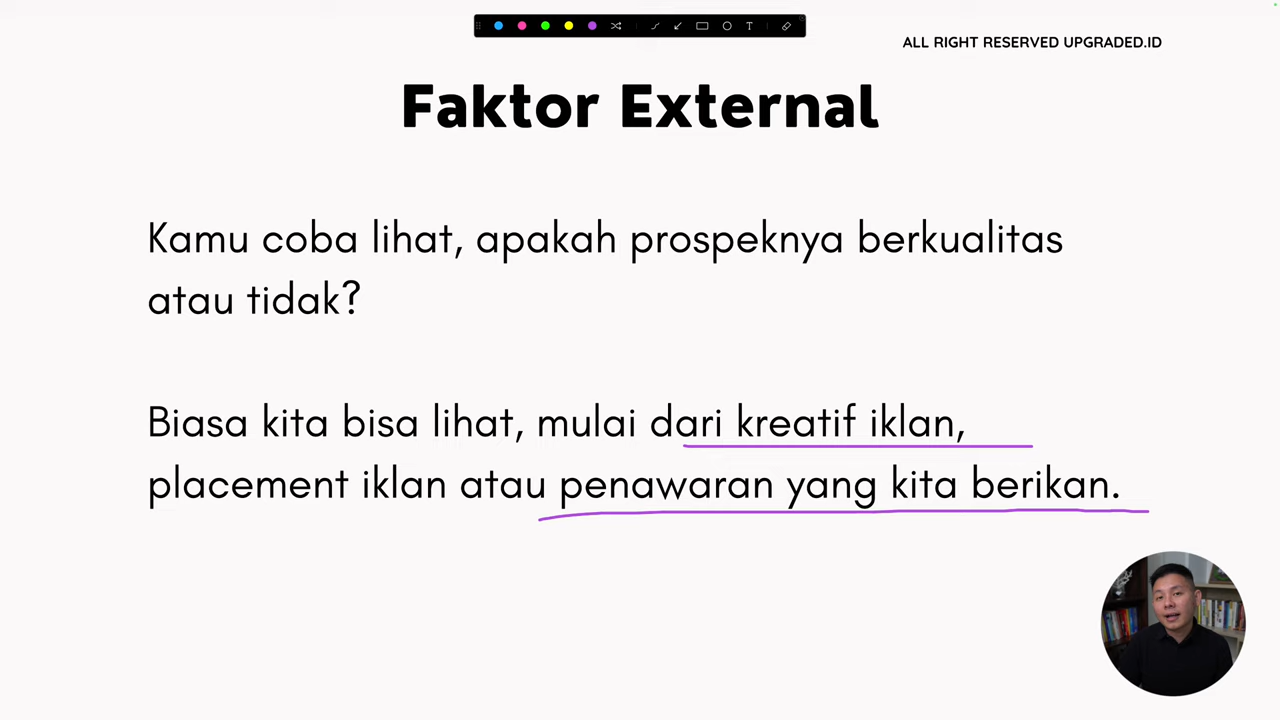 ALL RIGHT RESERVED UPGRADED.ID
Faktor External
Kamu coba lihat, apakah prospeknya berkualitas
atau tidak?
Biasa kita bisa lihat, mulai dari kreatif iklan,
placement iklan atau penawaran yang kita berikan.